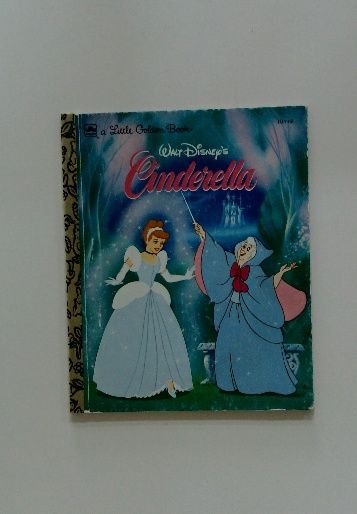 a Little Golden Book
Walt Disney's
Cinderella